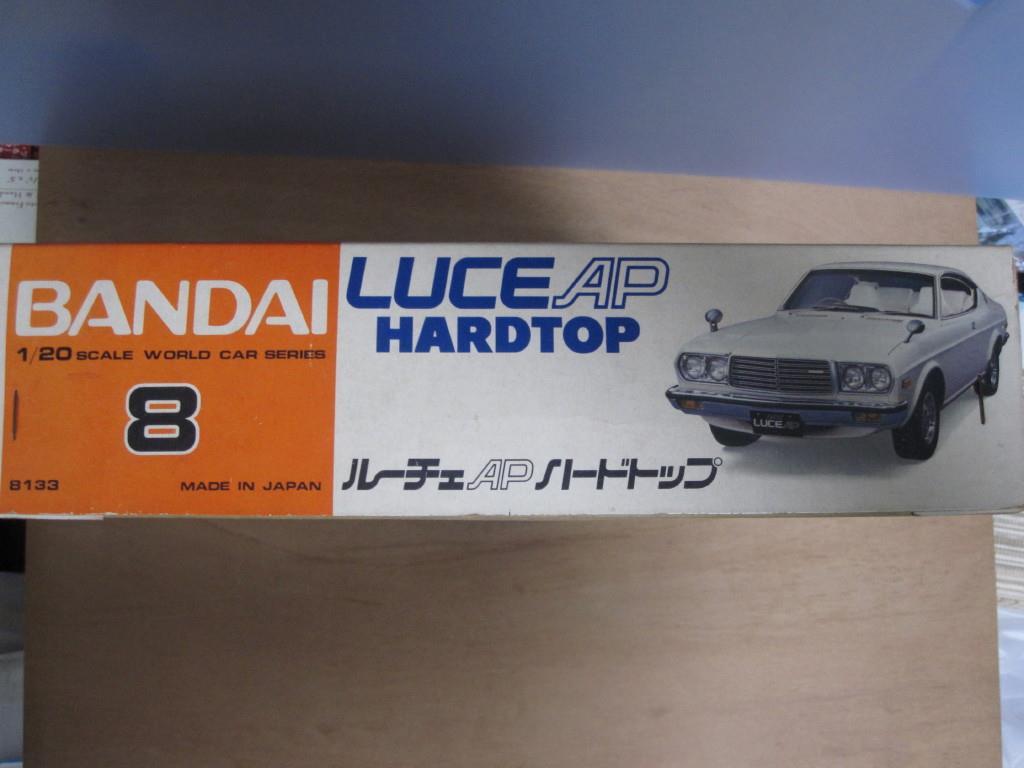 BANDAI
1/20 SCALE WORLD CAR SERIES
8
8133
MADE IN JAPAN
LUCE AP
HARDTOP
LUCE AP
ルーチェAPハードトップ